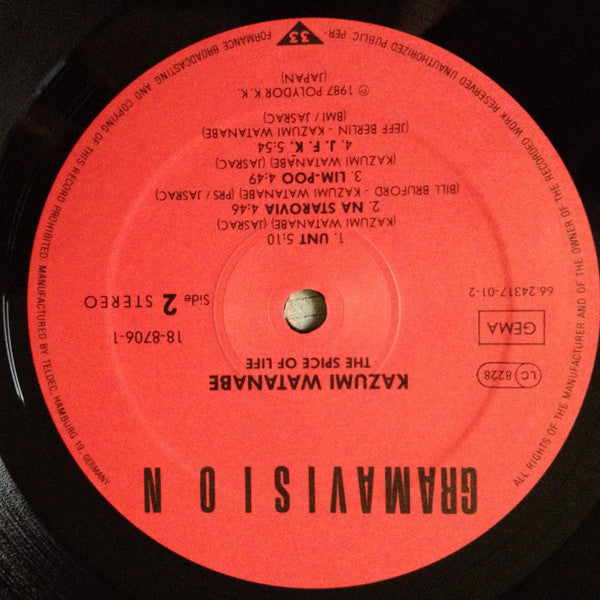 GRAMAVISION
KAZUMI WATANABE
THE SPICE OF LIFE
LC 8228
GEMA
66.24317-01-2
18-8706-1
Side 2 STEREO
1. UNT 5:10
(KAZUMI WATANABE) (JASRAC)
2. NA STAROVIA 4:46
(BILL BRUFORD - KAZUMI WATANABE) (PRS / JASRAC)
3. LIM-POO 4:49
(KAZUMI WATANABE) (JASRAC)
4. J. F. K. 5:54
(JEFF BERLIN - KAZUMI WATANABE)
(BMI / JASRAC)
℗ 1987 POLYDOR K. K.
(JAPAN)
33
ALL RIGHTS OF THE MANUFACTURER AND OF THE OWNER OF THE RECORDED WORK RESERVED UNAUTHORIZED PUBLIC PER- FORMANCE BROADCASTING AND COPYING OF THIS RECORD PROHIBITED MANUFACTURED BY TELDEC, HAMBURG 19, GERMANY.